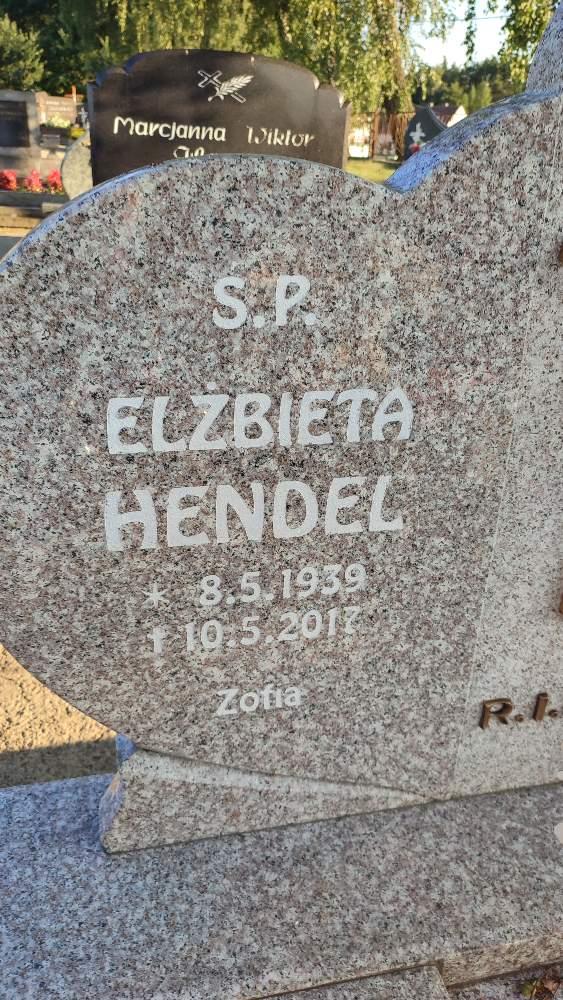 Marcjanna Wiktor
S.P.
ELŻBIETA
HENDEL
* 8.5.1939
† 10.5.2017
Zofia
R.I.